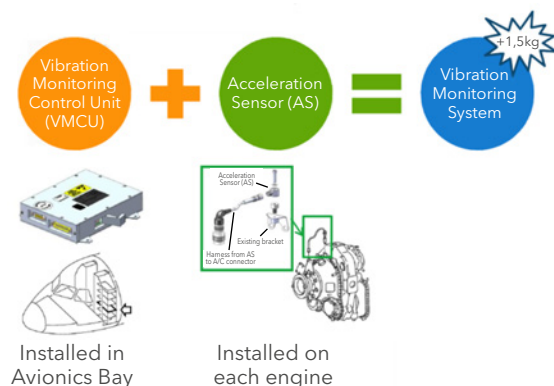 Vibration
Monitoring
Control Unit
(VMCU)
+
Acceleration
Sensor (AS)
=
+1,5kg
Vibration
Monitoring
System
Acceleration
Sensor (AS)
Existing bracket
Harness from AS
to A/C connector
Installed in
Avionics Bay
Installed on
each engine